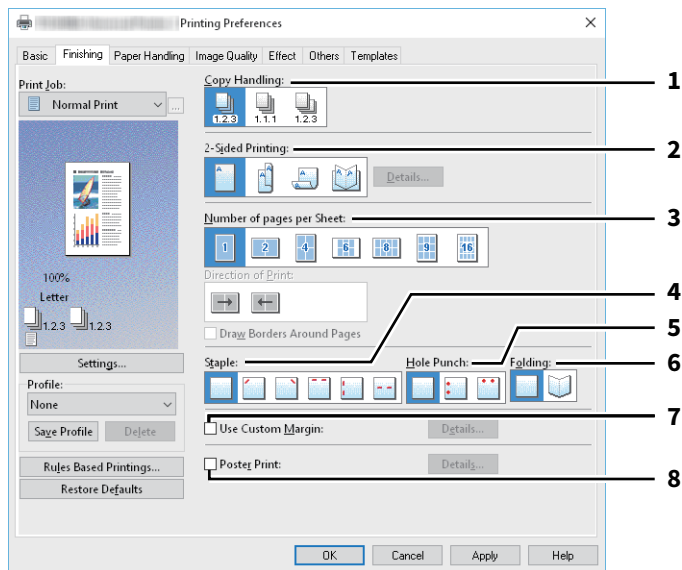 Printing Preferences
Basic Finishing Paper Handling Image Quality Effect Others Templates
Print Job:
Normal Print
...
100%
Letter
1.2.3 1.2.3
Settings...
Profile:
None
Save Profile Delete
Rules Based Printings...
Restore Defaults
Copy Handling: 1
1.2.3 1.1.1 1.2.3
2-Sided Printing: 2
A A A A A
Details...
Number of pages per Sheet: 3
1 2 4 6 8 9 16
Direction of Print:
Draw Borders Around Pages
Staple: 4
Hole Punch: 5
Folding: 6
7
Use Custom Margin: Details...
Poster Print: Details...
8
OK Cancel Apply Help